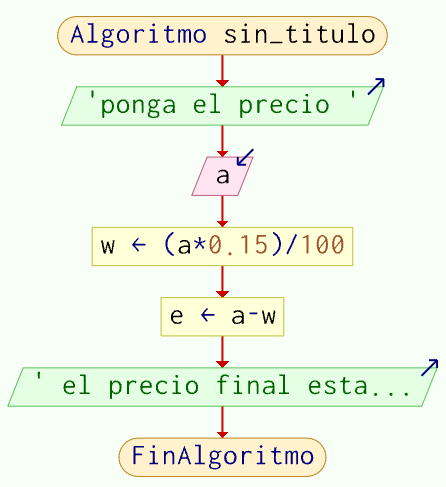 Algoritmo sin_titulo
'ponga el precio '
a
w ← (a*0.15)/100
e ← a-w
' el precio final esta...
FinAlgoritmo